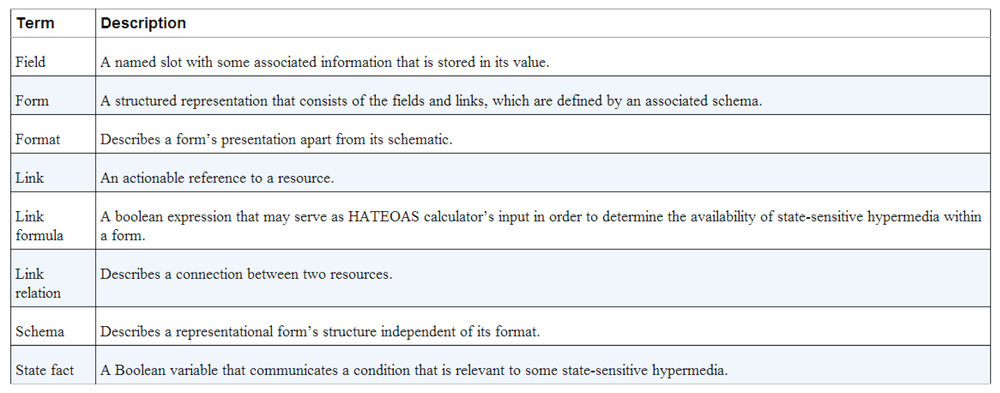 Term Description
Field A named slot with some associated information that is stored in its value.
Form A structured representation that consists of the fields and links, which are defined by an associated schema.
Format Describes a form’s presentation apart from its schematic.
Link An actionable reference to a resource.
Link formula A boolean expression that may serve as HATEOAS calculator’s input in order to determine the availability of state-sensitive hypermedia within
a form.
Link relation Describes a connection between two resources.
Schema Describes a representational form’s structure independent of its format.
State fact A Boolean variable that communicates a condition that is relevant to some state-sensitive hypermedia.